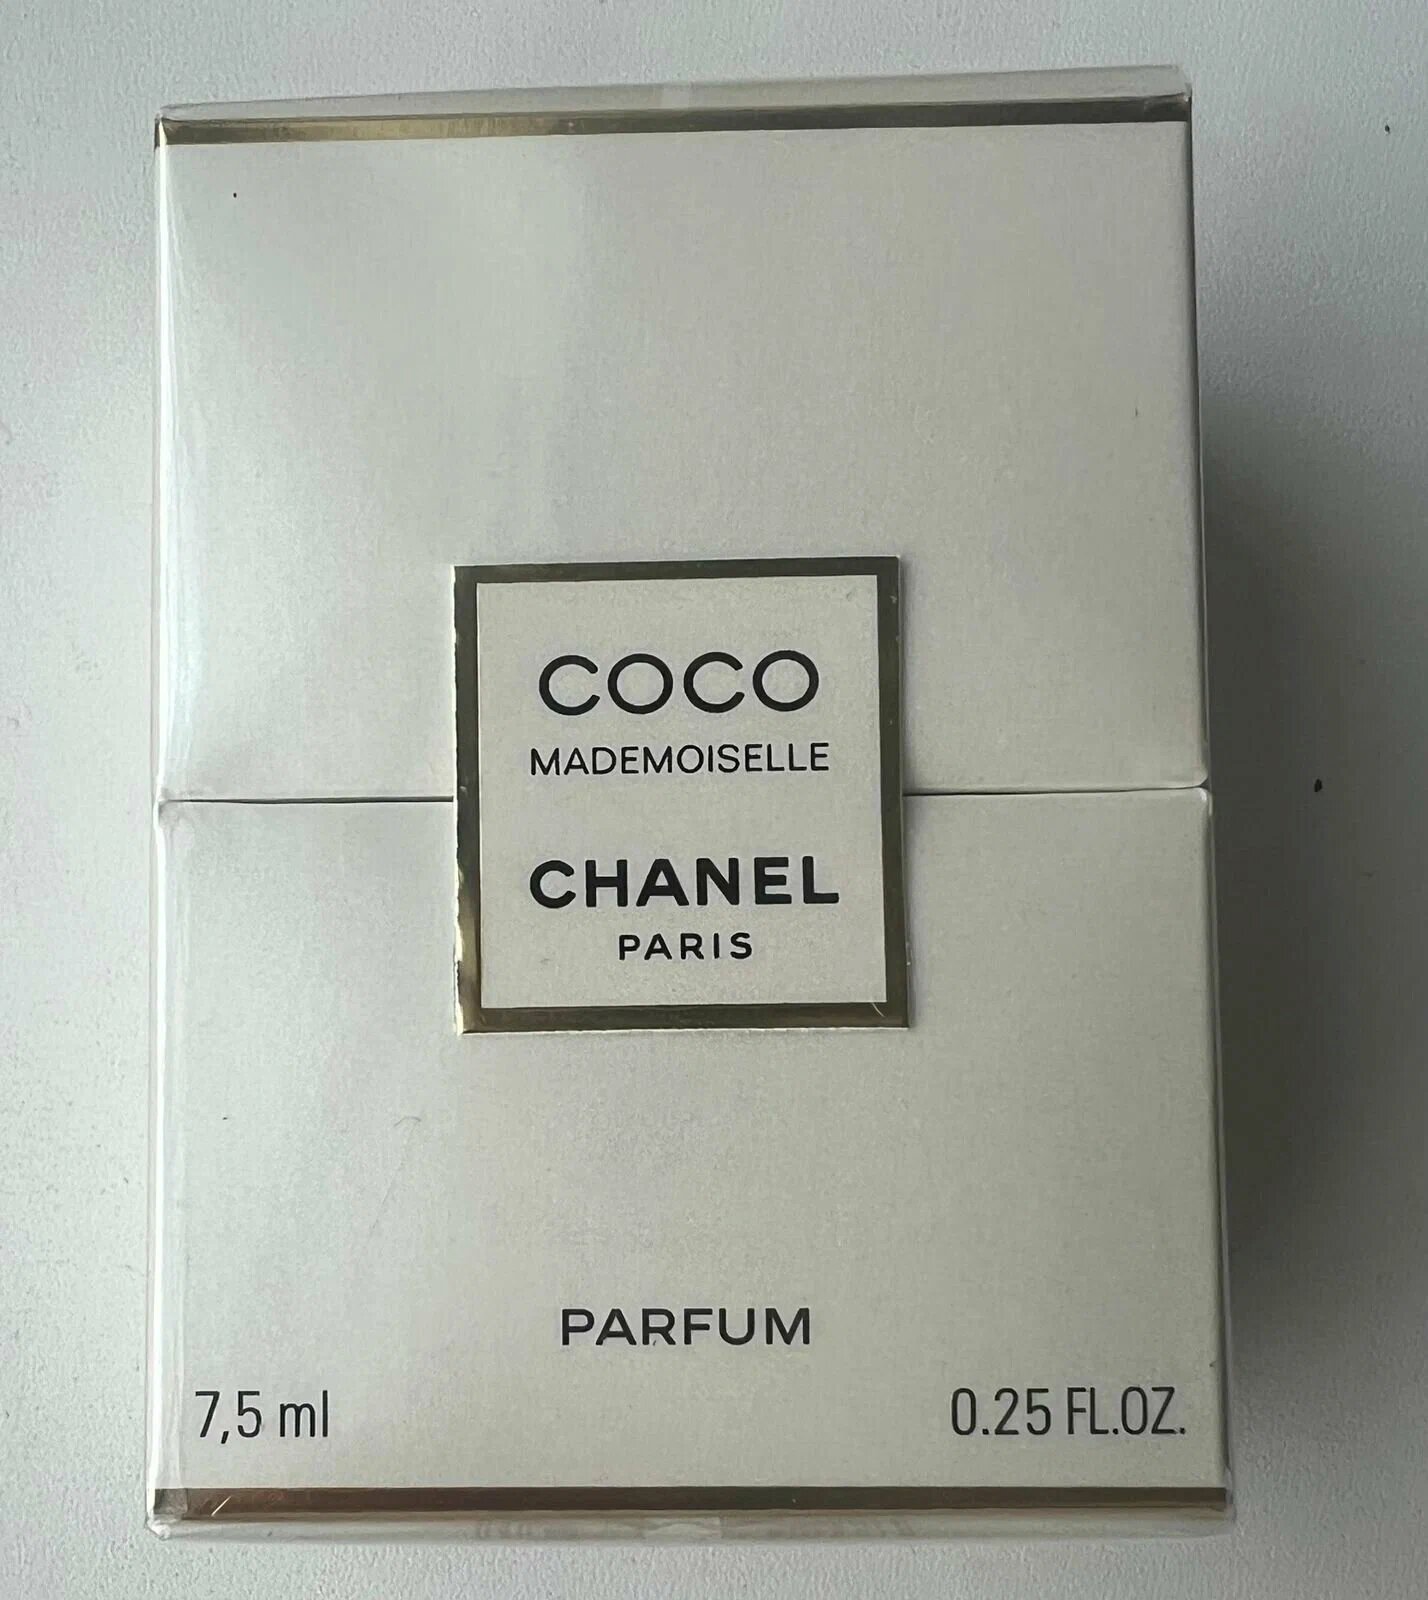 COCO
MADEMOISELLE
CHANEL
PARIS
PARFUM
7,5 ml
0.25 FL.OZ.